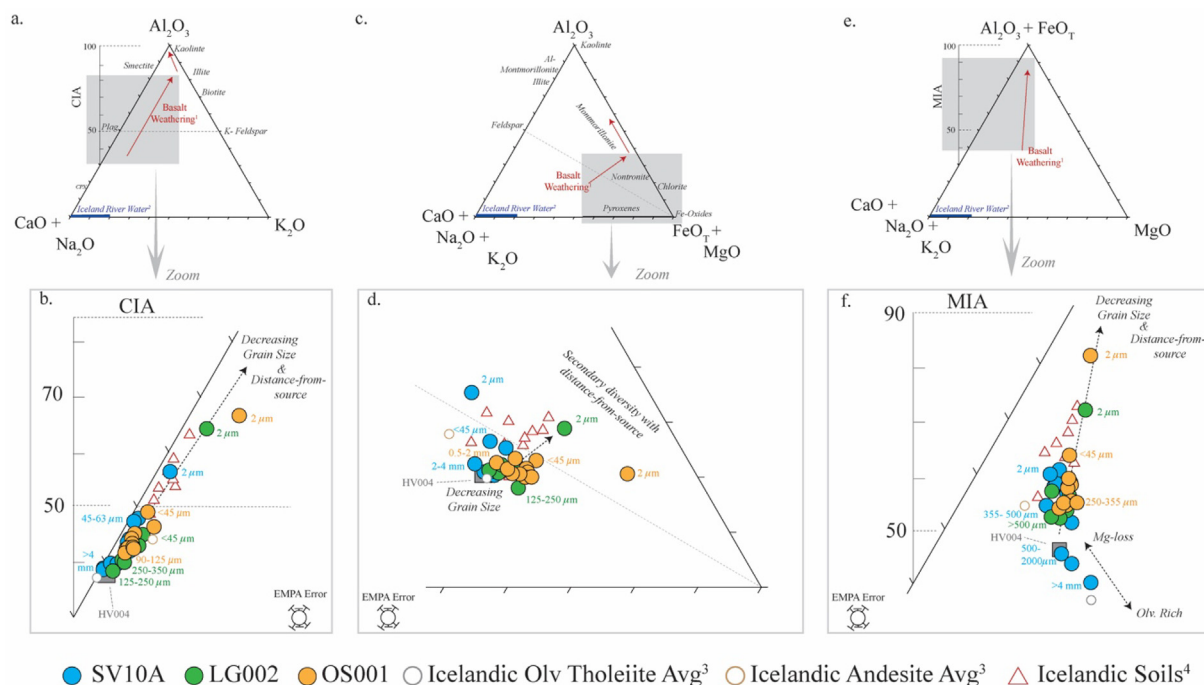 a.
Al₂O₃
100
CIA
50
Kaolinte
Smectite
Illite
Biotite
Basalt
Weathering¹
Plag
K- Feldspar
CPX
Iceland River Water²
CaO +
Na₂O
K₂O
Zoom
c.
Al₂O₃
Kaolinte
Al-
Montmorillonite
Illite
Montmorillonite
Feldspar
Basalt
Weathering¹
Nontronite
Chlorite
Pyroxenes
Fe-Oxides
Iceland River Water²
CaO +
Na₂O +
K₂O
FeOT +
MgO
Zoom
e.
Al₂O₃ + FeOT
100
MIA
50
Basalt
Weathering¹
Iceland River Water²
CaO +
Na₂O +
K₂O
MgO
Zoom
b.
CIA
70
50
Decreasing
Grain Size
&
Distance-from-
source
2 µm
2 µm
2 µm
45-63 µm
<45 µm
<45 µm
>4
mm
90-125 µm
250-350 µm
125-250 µm
HV004
EMPA Error
d.
2 µm
<45 µm
0.5-2 mm
2-4 mm
HV004
Decreasing
Grain Size
2 µm
<45 µm
125-250 µm
2 µm
Secondary diversity with
distance-from-source
EMPA Error
f.
MIA
90
50
Decreasing
Grain Size
&
Distance-from-
source
2 µm
2 µm
<45 µm
2 µm
250-355 µm
355- 500 µm
>500 µm
HV004
500-
2000µm
>4 mm
Mg-loss
Olv. Rich
EMPA Error
SV10A
LG002
OS001
Icelandic Olv Tholeiite Avg³
Icelandic Andesite Avg³
Icelandic Soils⁴